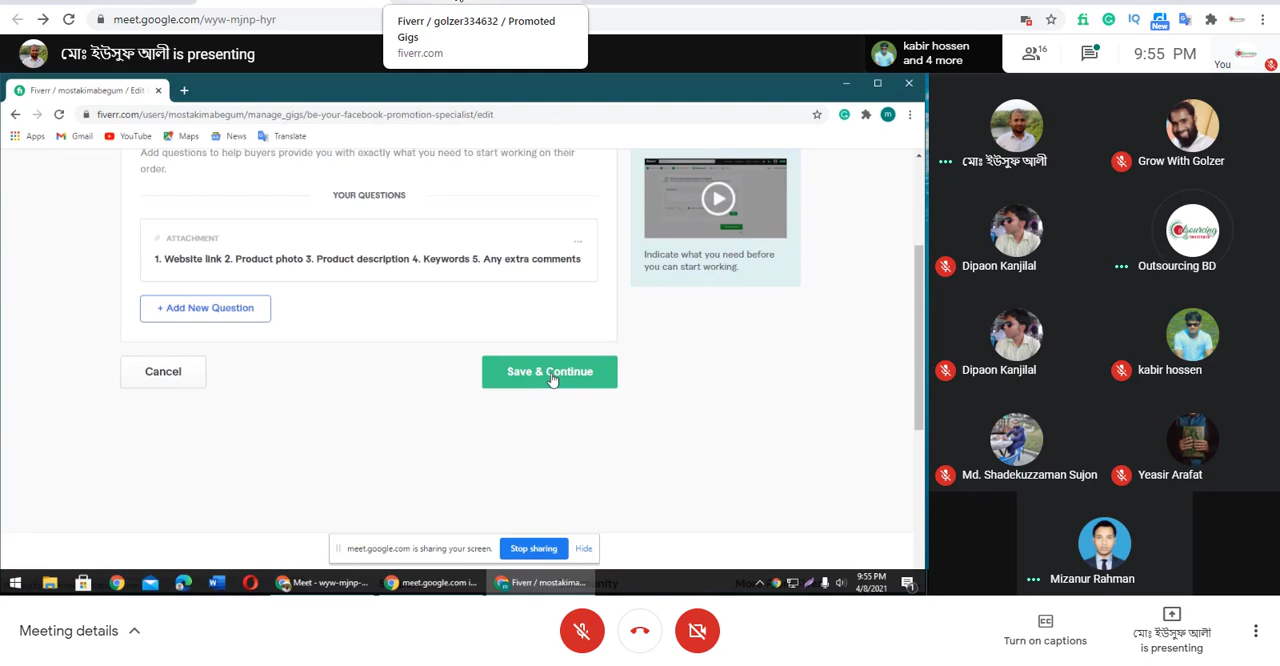 meet.google.com/wyw-mjnp-hyr
Fiverr / golzer334632 / Promoted
Gigs
fiverr.com
New
মোঃ ইউসুফ আলী is presenting
kabir hossen
and 4 more
16
9:55 PM
You
Fiverr / mostakimabegum / Edit
fiverr.com/users/mostakimabegum/manage_gigs/be-your-facebook-promotion-specialist/edit
Apps
Gmail
YouTube
Maps
News
Translate
Add questions to help buyers provide you with exactly what you need to start working on their
order.
YOUR QUESTIONS
ATTACHMENT
1. Website link 2. Product photo 3. Product description 4. Keywords 5. Any extra comments
+ Add New Question
Cancel
Save & Continue
Indicate what you need before
you can start working.
মোঃ ইউসুফ আলী
Grow With Golzer
Dipaon Kanjilal
Outsourcing BD
Dipaon Kanjilal
kabir hossen
Md. Shadekuzzaman Sujon
Yeasir Arafat
Mizanur Rahman
meet.google.com is sharing your screen.
Stop sharing
Hide
Meet - wyw-mjnp-...
meet.google.com i...
Fiverr / mostakima...
9:55 PM
4/8/2021
Meeting details
Turn on captions
মোঃ ইউসুফ আলী
is presenting